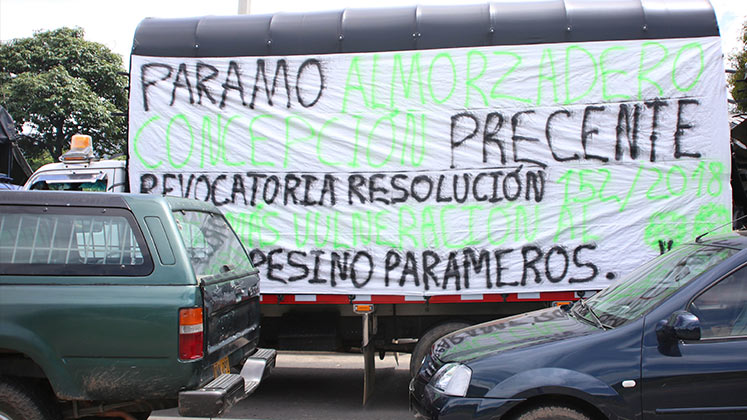 PARAMO ALMORZADERO
CONCEPCIÓN PRECENTE
REVOCATORIA RESOLUCIÓN 152/2018
MÁS VULNERACIÓN AL
PESINO PARAMEROS.